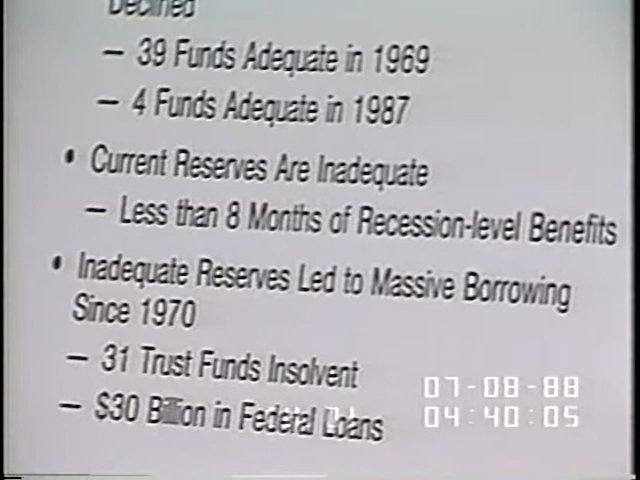 Declined
— 39 Funds Adequate in 1969
— 4 Funds Adequate in 1987
• Current Reserves Are Inadequate
— Less than 8 Months of Recession-level Benefits
• Inadequate Reserves Led to Massive Borrowing
Since 1970
— 31 Trust Funds Insolvent
— $30 Billion in Federal Loans
07-08-88
04:40:05